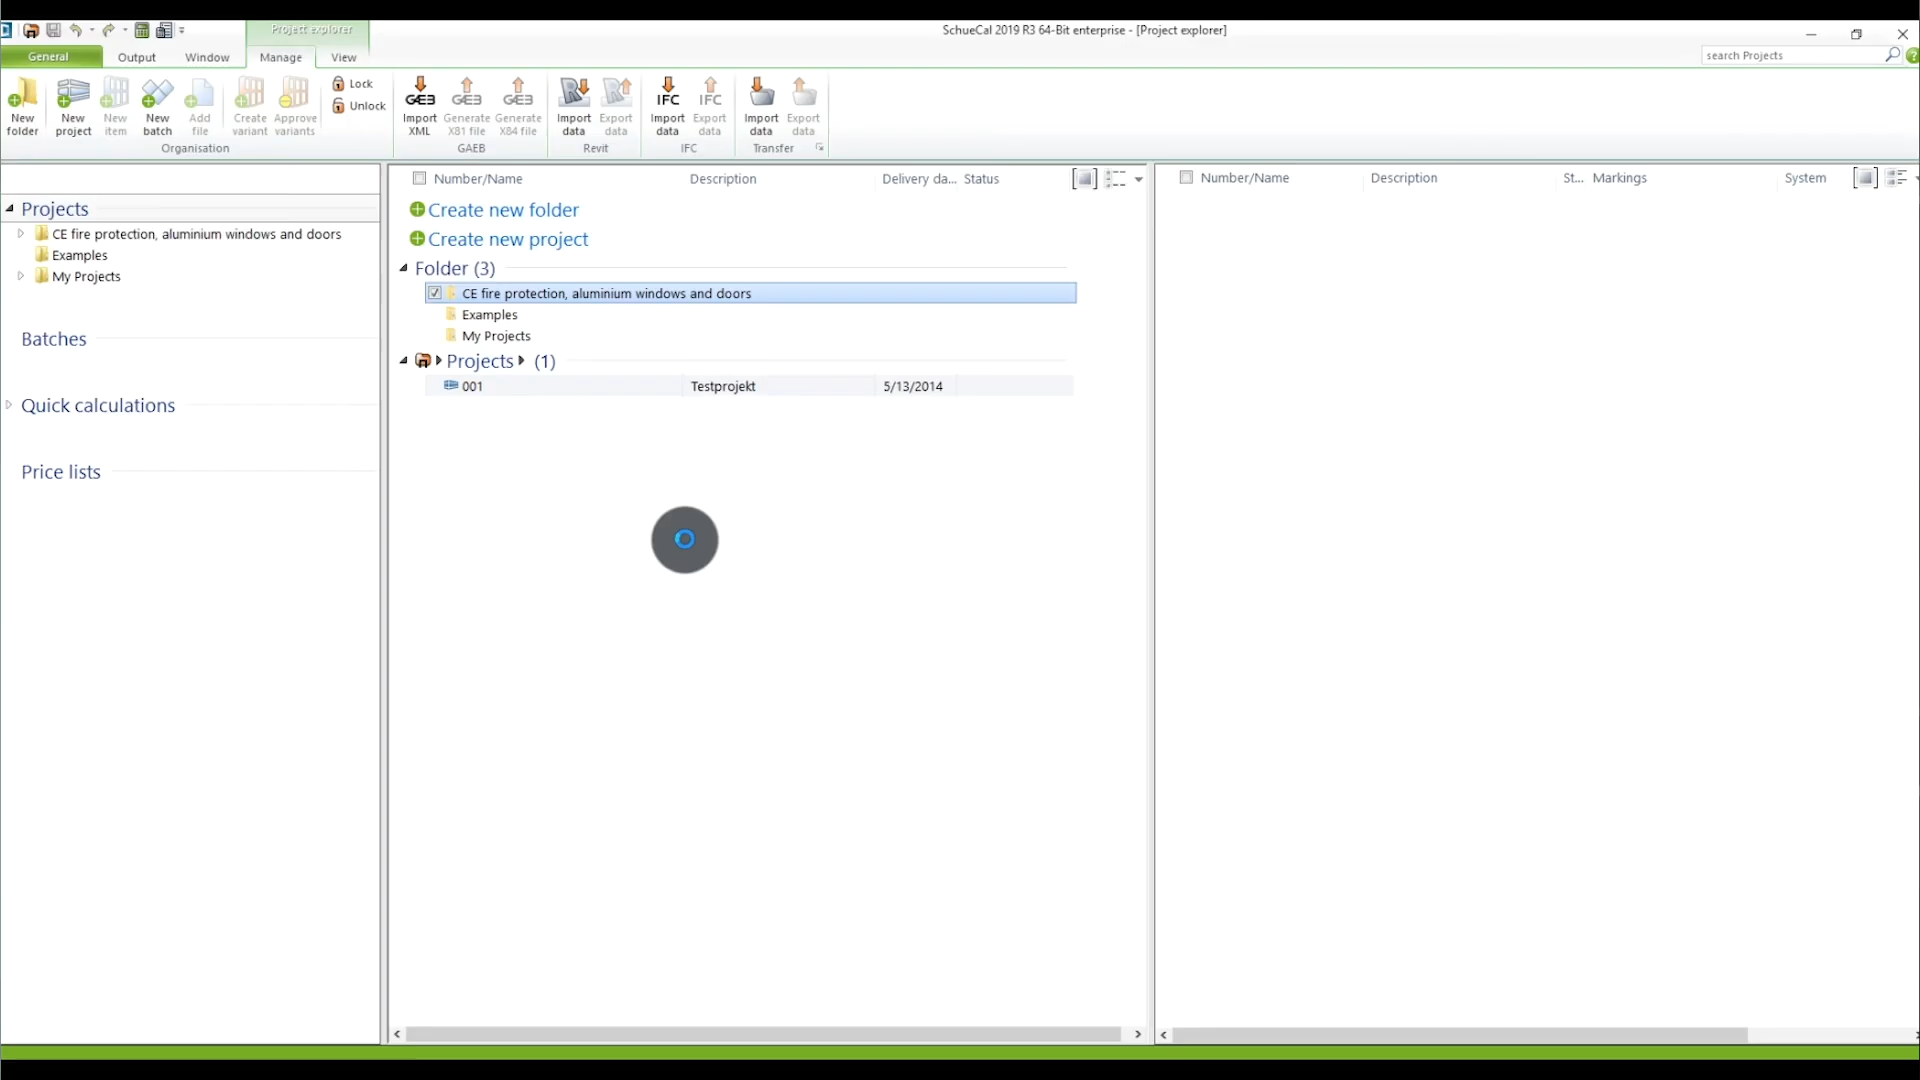 Project explorer
SchueCal 2019 R3 64-Bit enterprise - [Project explorer]
General
Output
Window
Manage
View
search Projects
New folder
New project
New item
New batch
Add file
Create variant
Approve variants
Lock
Unlock
Organisation
Import XML
Generate X81 file
Generate X84 file
GAEB
Import data
Export data
Revit
IFC
Import data
IFC
Export data
IFC
Import data
Export data
Transfer
Projects
CE fire protection, aluminium windows and doors
Examples
My Projects
Batches
Quick calculations
Price lists
Number/Name
Description
Delivery da...
Status
Create new folder
Create new project
Folder (3)
CE fire protection, aluminium windows and doors
Examples
My Projects
Projects (1)
001
Testprojekt
5/13/2014
Number/Name
Description
St...
Markings
System